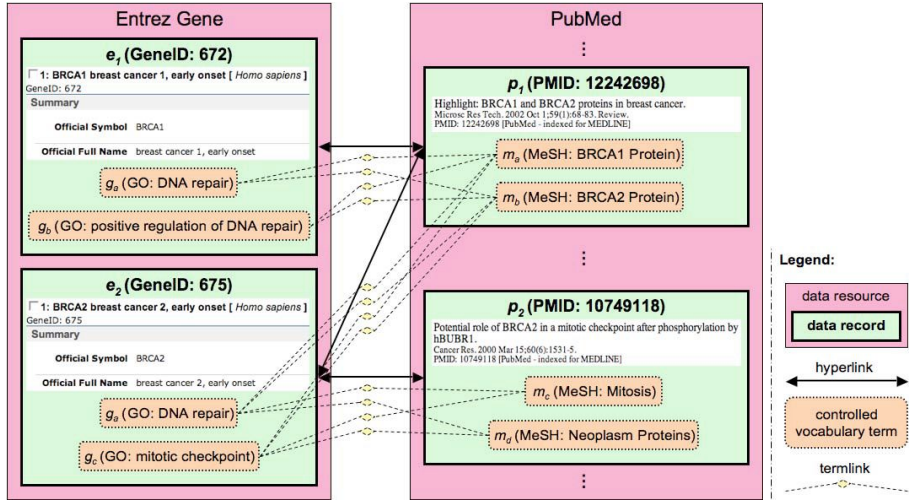 Entrez Gene
e1 (GeneID: 672)
1: BRCA1 breast cancer 1, early onset [ Homo sapiens ]
GeneID: 672
Summary
Official Symbol BRCA1
Official Full Name breast cancer 1, early onset
ga (GO: DNA repair)
gb (GO: positive regulation of DNA repair)
e2 (GeneID: 675)
1: BRCA2 breast cancer 2, early onset [ Homo sapiens ]
GeneID: 675
Summary
Official Symbol BRCA2
Official Full Name breast cancer 2, early onset
ga (GO: DNA repair)
gc (GO: mitotic checkpoint)
PubMed
p1 (PMID: 12242698)
Highlight: BRCA1 and BRCA2 proteins in breast cancer.
Microsc Res Tech. 2002 Oct 1;59(1):68-83. Review.
PMID: 12242698 [PubMed - indexed for MEDLINE]
ma (MeSH: BRCA1 Protein)
mb (MeSH: BRCA2 Protein)
p2 (PMID: 10749118)
Potential role of BRCA2 in a mitotic checkpoint after phosphorylation by
hBUBR1.
Cancer Res. 2000 Mar 15;60(6):1531-5.
PMID: 10749118 [PubMed - indexed for MEDLINE]
mc (MeSH: Mitosis)
md (MeSH: Neoplasm Proteins)
Legend:
data resource
data record
hyperlink
controlled
vocabulary term
termlink